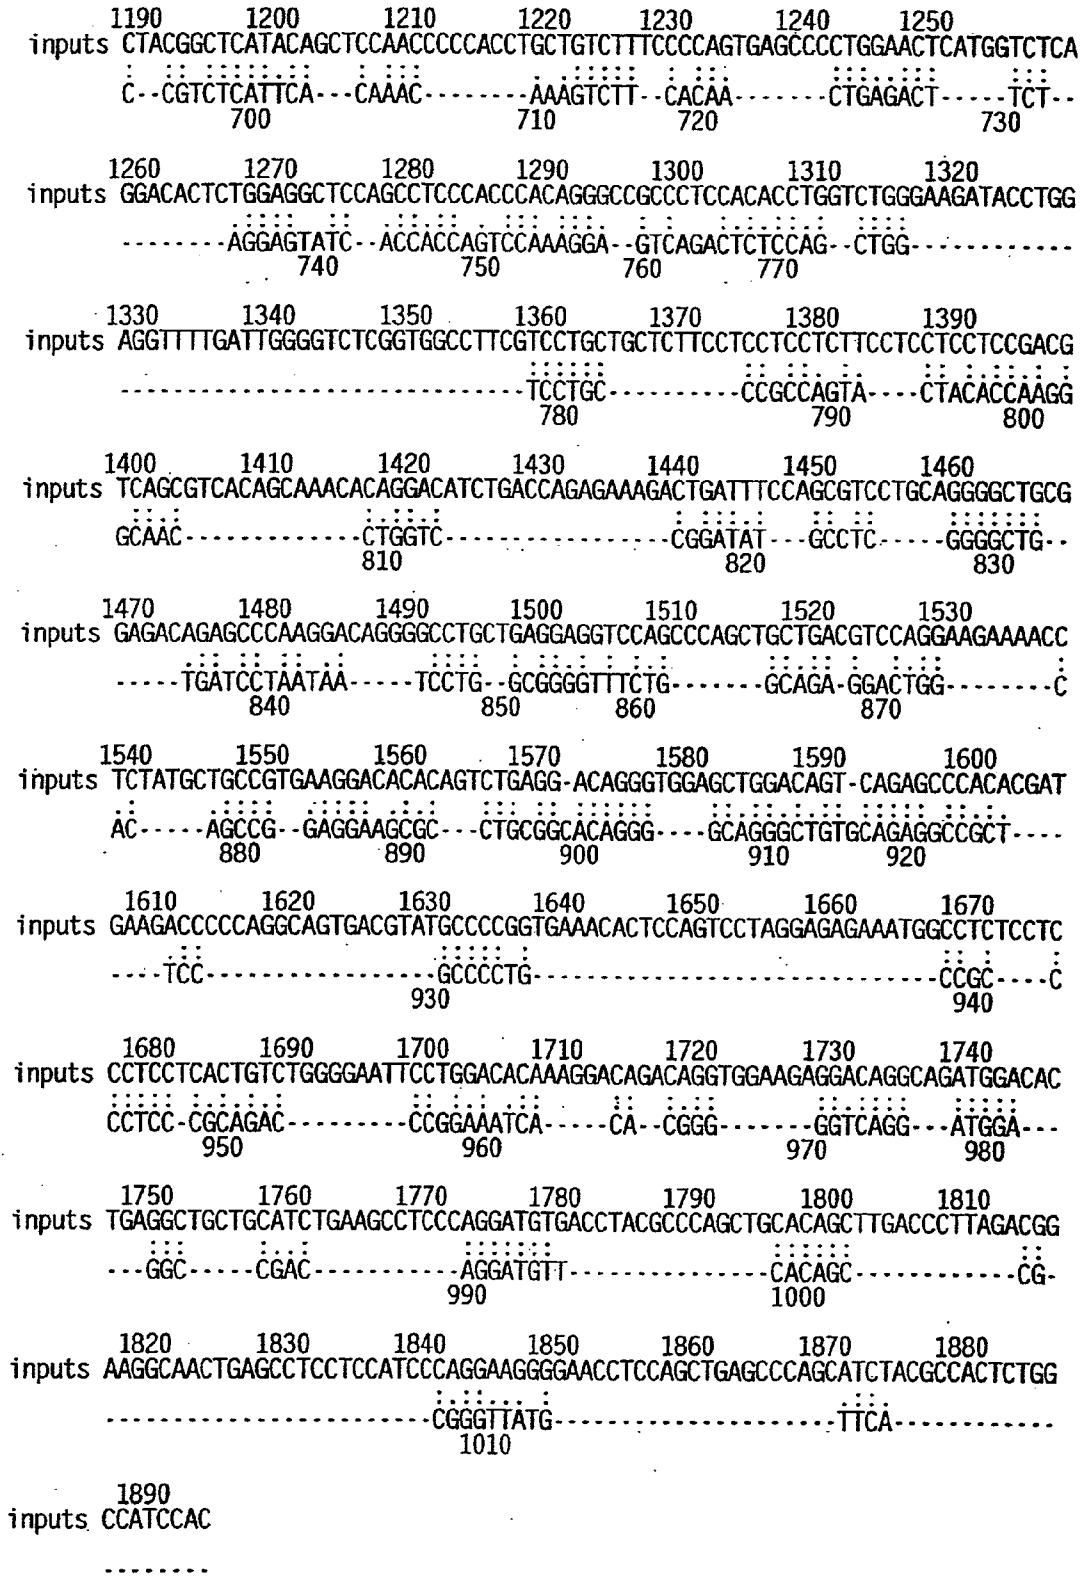 1190 1200 1210 1220 1230 1240 1250
inputs CTACGGCTCATACAGCTCCAACCCCCACCTGCTGTCTTTCCCCAGTGAGCCCCTGGAACTCATGGTCTCA
C--CGTCTCATTCA---CAAAC--------AAAGTCTT--CACAA-------CTGAGACT-----TCT--
700 710 720 730
1260 1270 1280 1290 1300 1310 1320
inputs GGACACTCTGGAGGCTCCAGCCTCCCACCCACAGGGCCGCCCTCCACACCTGGTCTGGGAAGATACCTGG
--------AGGAGTATC--ACCACCAGTCCAAAGGA--GTCAGACTCTCCAG--CTGG------------
740 750 760 770
1330 1340 1350 1360 1370 1380 1390
inputs AGGTTTTGATTGGGGTCTCGGTGGCCTTCGTCCTGCTGCTCTTCCTCCTCCTCTTCCTCCTCCTCCGACG
------------------------------TCCTGC----------CCGCCAGTA----CTACACCAAGG
780 790 800
1400 1410 1420 1430 1440 1450 1460
inputs TCAGCGTCACAGCAAACACAGGACATCTGACCAGAGAAAGACTGATTTCCAGCGTCCTGCAGGGGCTGCG
GCAAC-------------CTGGTC-----------------CGGATAT---GCCTC-----GGGGCTG--
810 820 830
1470 1480 1490 1500 1510 1520 1530
inputs GAGACAGAGCCCAAGGACAGGGGCCTGCTGAGGAGGTCCAGCCCAGCTGCTGACGTCCAGGAAGAAAACC
-----TGATCCTAATAA-----TCCTG--GCGGGGTTTCTG-------GCAGA-GGACTGG--------C
840 850 860 870
1540 1550 1560 1570 1580 1590 1600
inputs TCTATGCTGCCGTGAAGGACACACAGTCTGAGG-ACAGGGTGGAGCTGGACAGT-CAGAGCCCACACGAT
AC-----AGCCG--GAGGAAGCGC---CTGCGGCACAGGG----GCAGGGCTGTGCAGAGGCCGCT----
880 890 900 910 920
1610 1620 1630 1640 1650 1660 1670
inputs GAAGACCCCCAGGCAGTGACGTATGCCCCGGTGAAACACTCCAGTCCTAGGAGAGAAATGGCCTCTCCTC
----TCC-----------------GCCCCTG------------------------------CCGC----C
930 940
1680 1690 1700 1710 1720 1730 1740
inputs CCTCCTCACTGTCTGGGGAATTCCTGGACACAAAGGACAGACAGGTGGAAGAGGACAGGCAGATGGACAC
CCTCC-CGCAGAC---------CCGGAAATCA-----CA--CGGG-------GGTCAGG---ATGGA---
950 960 970 980
1750 1760 1770 1780 1790 1800 1810
inputs TGAGGCTGCTGCATCTGAAGCCTCCCAGGATGTGACCTACGCCCAGCTGCACAGCTTGACCCTTAGACGG
---GGC-----CGAC-----------AGGATGTT---------------CACAGC------------CG-
990 1000
1820 1830 1840 1850 1860 1870 1880
inputs AAGGCAACTGAGCCTCCTCCATCCCAGGAAGGGGAACCTCCAGCTGAGCCCAGCATCTACGCCACTCTGG
------------------------CGGGTTATG---------------------TTCA------------
1010
1890
inputs CCATCCAC
--------